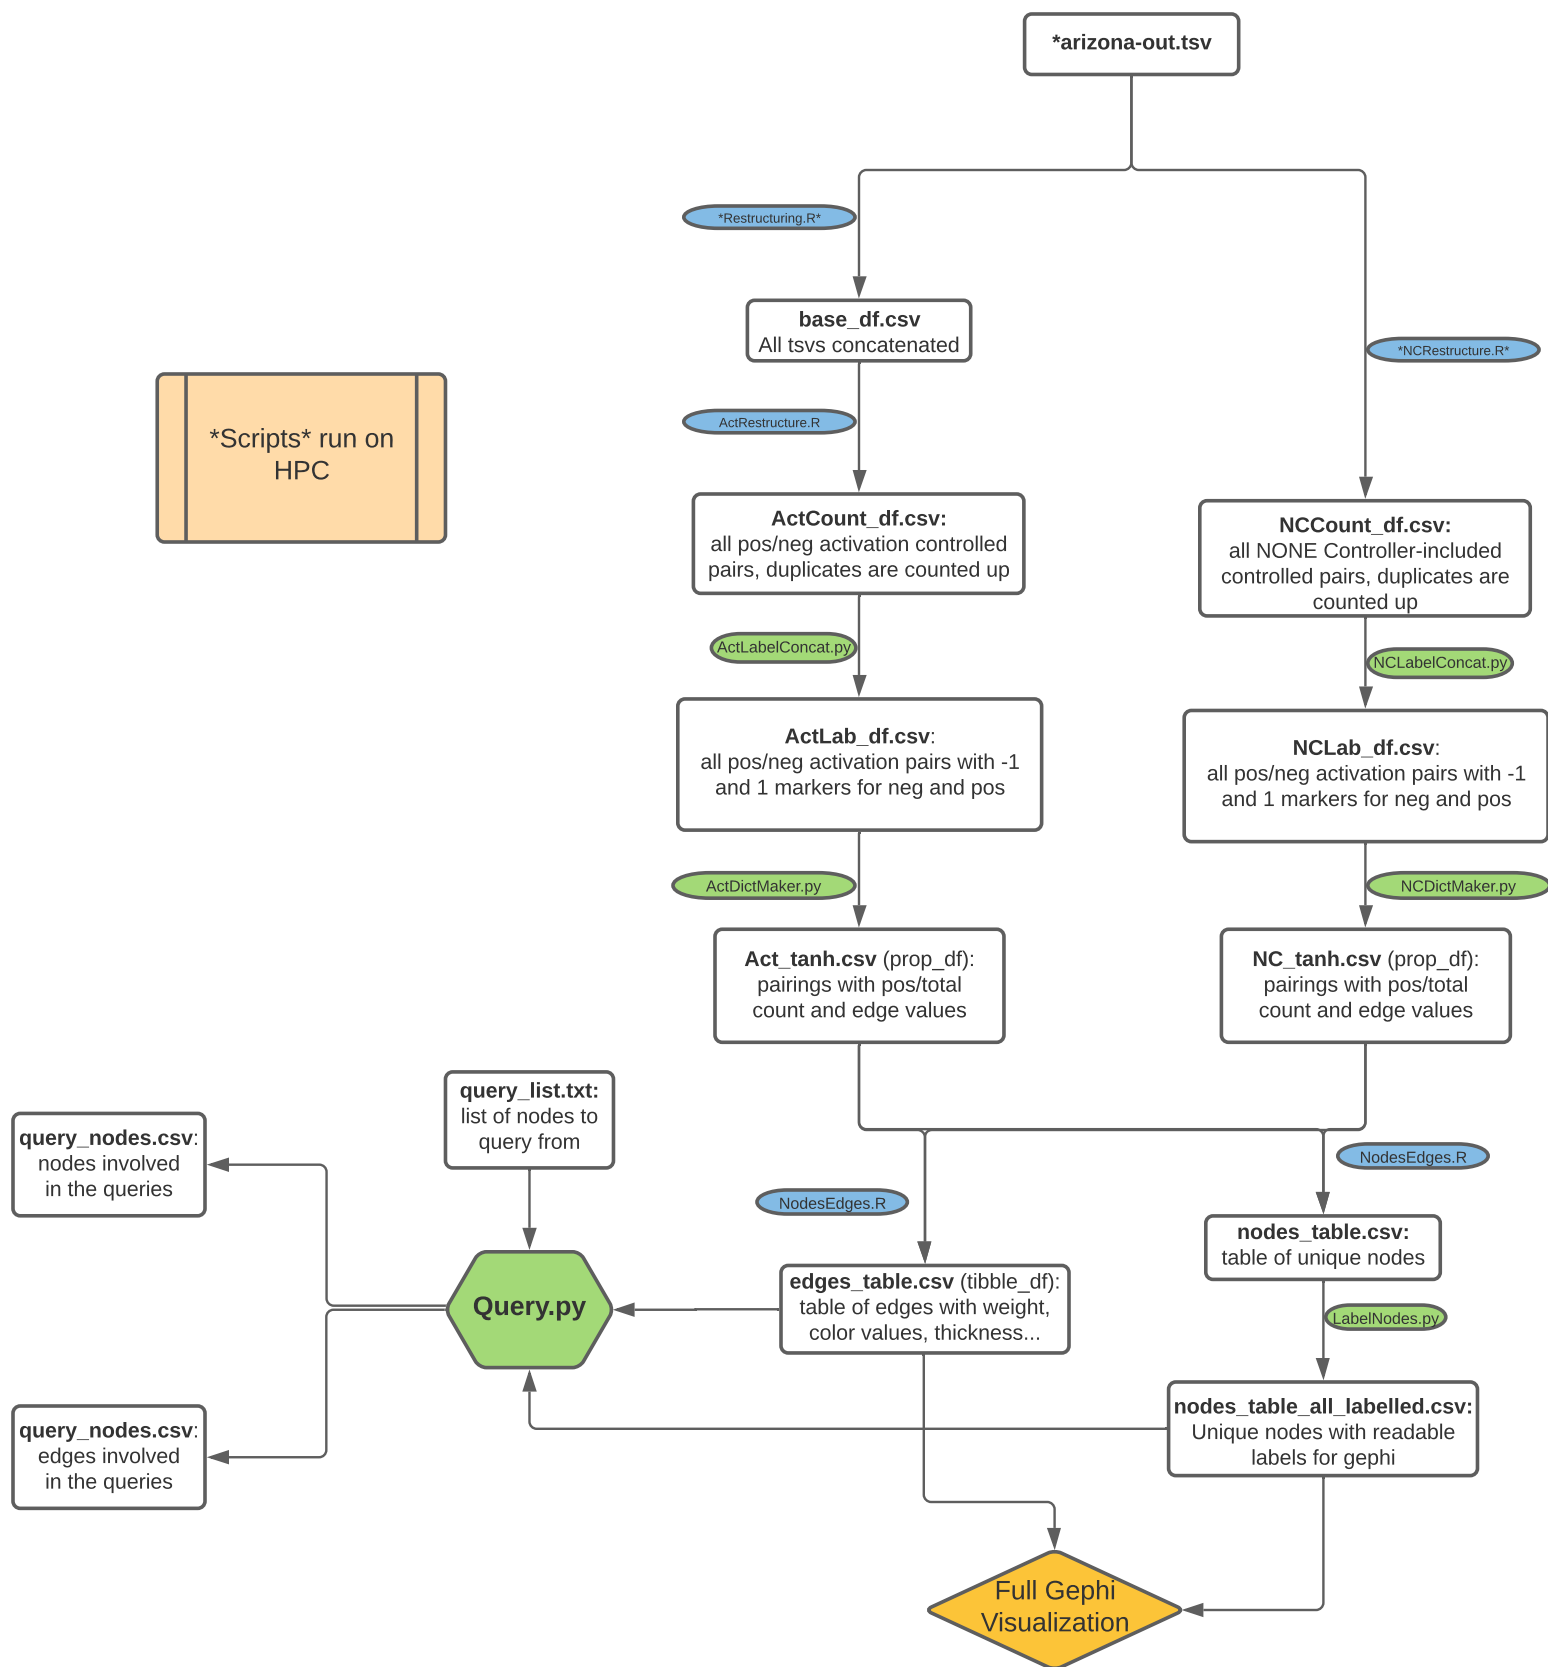 *arizona-out.tsv
*Restructuring.R*
base_df.csv
All tsvs concatenated
*NCRestructure.R*
ActRestructure.R
*Scripts* run on
HPC
ActCount_df.csv:
all pos/neg activation controlled
pairs, duplicates are counted up
NCCount_df.csv:
all NONE Controller-included
controlled pairs, duplicates are
counted up
ActLabelConcat.py
NCLabelConcat.py
ActLab_df.csv:
all pos/neg activation pairs with -1
and 1 markers for neg and pos
NCLab_df.csv:
all pos/neg activation pairs with -1
and 1 markers for neg and pos
ActDictMaker.py
NCDictMaker.py
Act_tanh.csv (prop_df):
pairings with pos/total
count and edge values
NC_tanh.csv (prop_df):
pairings with pos/total
count and edge values
query_list.txt:
list of nodes to
query from
query_nodes.csv:
nodes involved
in the queries
NodesEdges.R
NodesEdges.R
nodes_table.csv:
table of unique nodes
Query.py
edges_table.csv (tibble_df):
table of edges with weight,
color values, thickness...
LabelNodes.py
query_nodes.csv:
edges involved
in the queries
nodes_table_all_labelled.csv:
Unique nodes with readable
labels for gephi
Full Gephi
Visualization